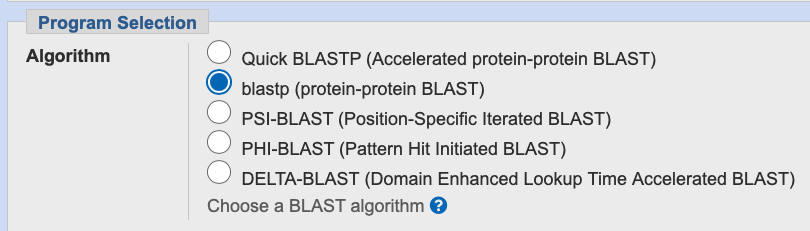 Program Selection
Algorithm
Quick BLASTP (Accelerated protein-protein BLAST)
blastp (protein-protein BLAST)
PSI-BLAST (Position-Specific Iterated BLAST)
PHI-BLAST (Pattern Hit Initiated BLAST)
DELTA-BLAST (Domain Enhanced Lookup Time Accelerated BLAST)
Choose a BLAST algorithm ?